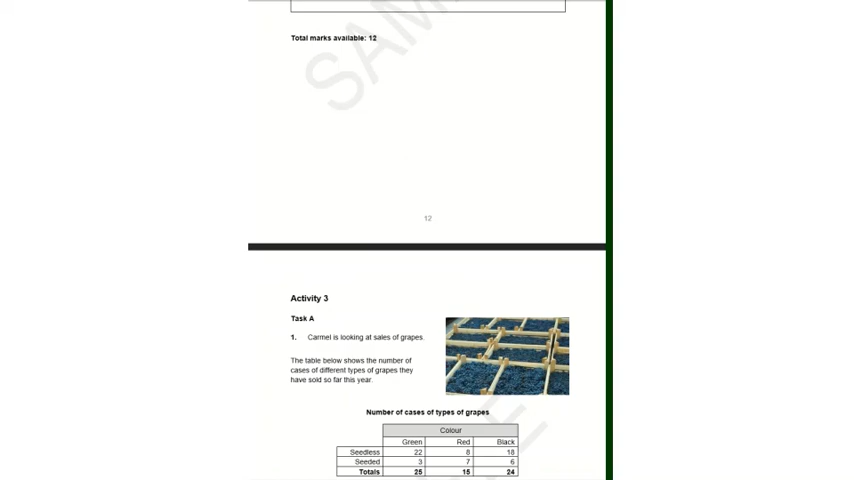 Total marks available: 12
12
Activity 3
Task A
1. Carmel is looking at sales of grapes.
The table below shows the number of
cases of different types of grapes they
have sold so far this year.
Number of cases of types of grapes
Colour
Green Red Black
Seedless 22 8 18
Seeded 3 7 6
Totals 25 15 24